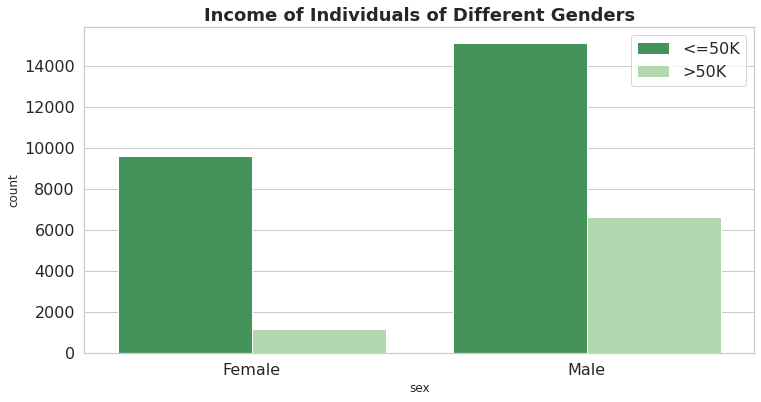 Income of Individuals of Different Genders
<=50K
>50K
count
14000
12000
10000
8000
6000
4000
2000
0
Female
Male
sex